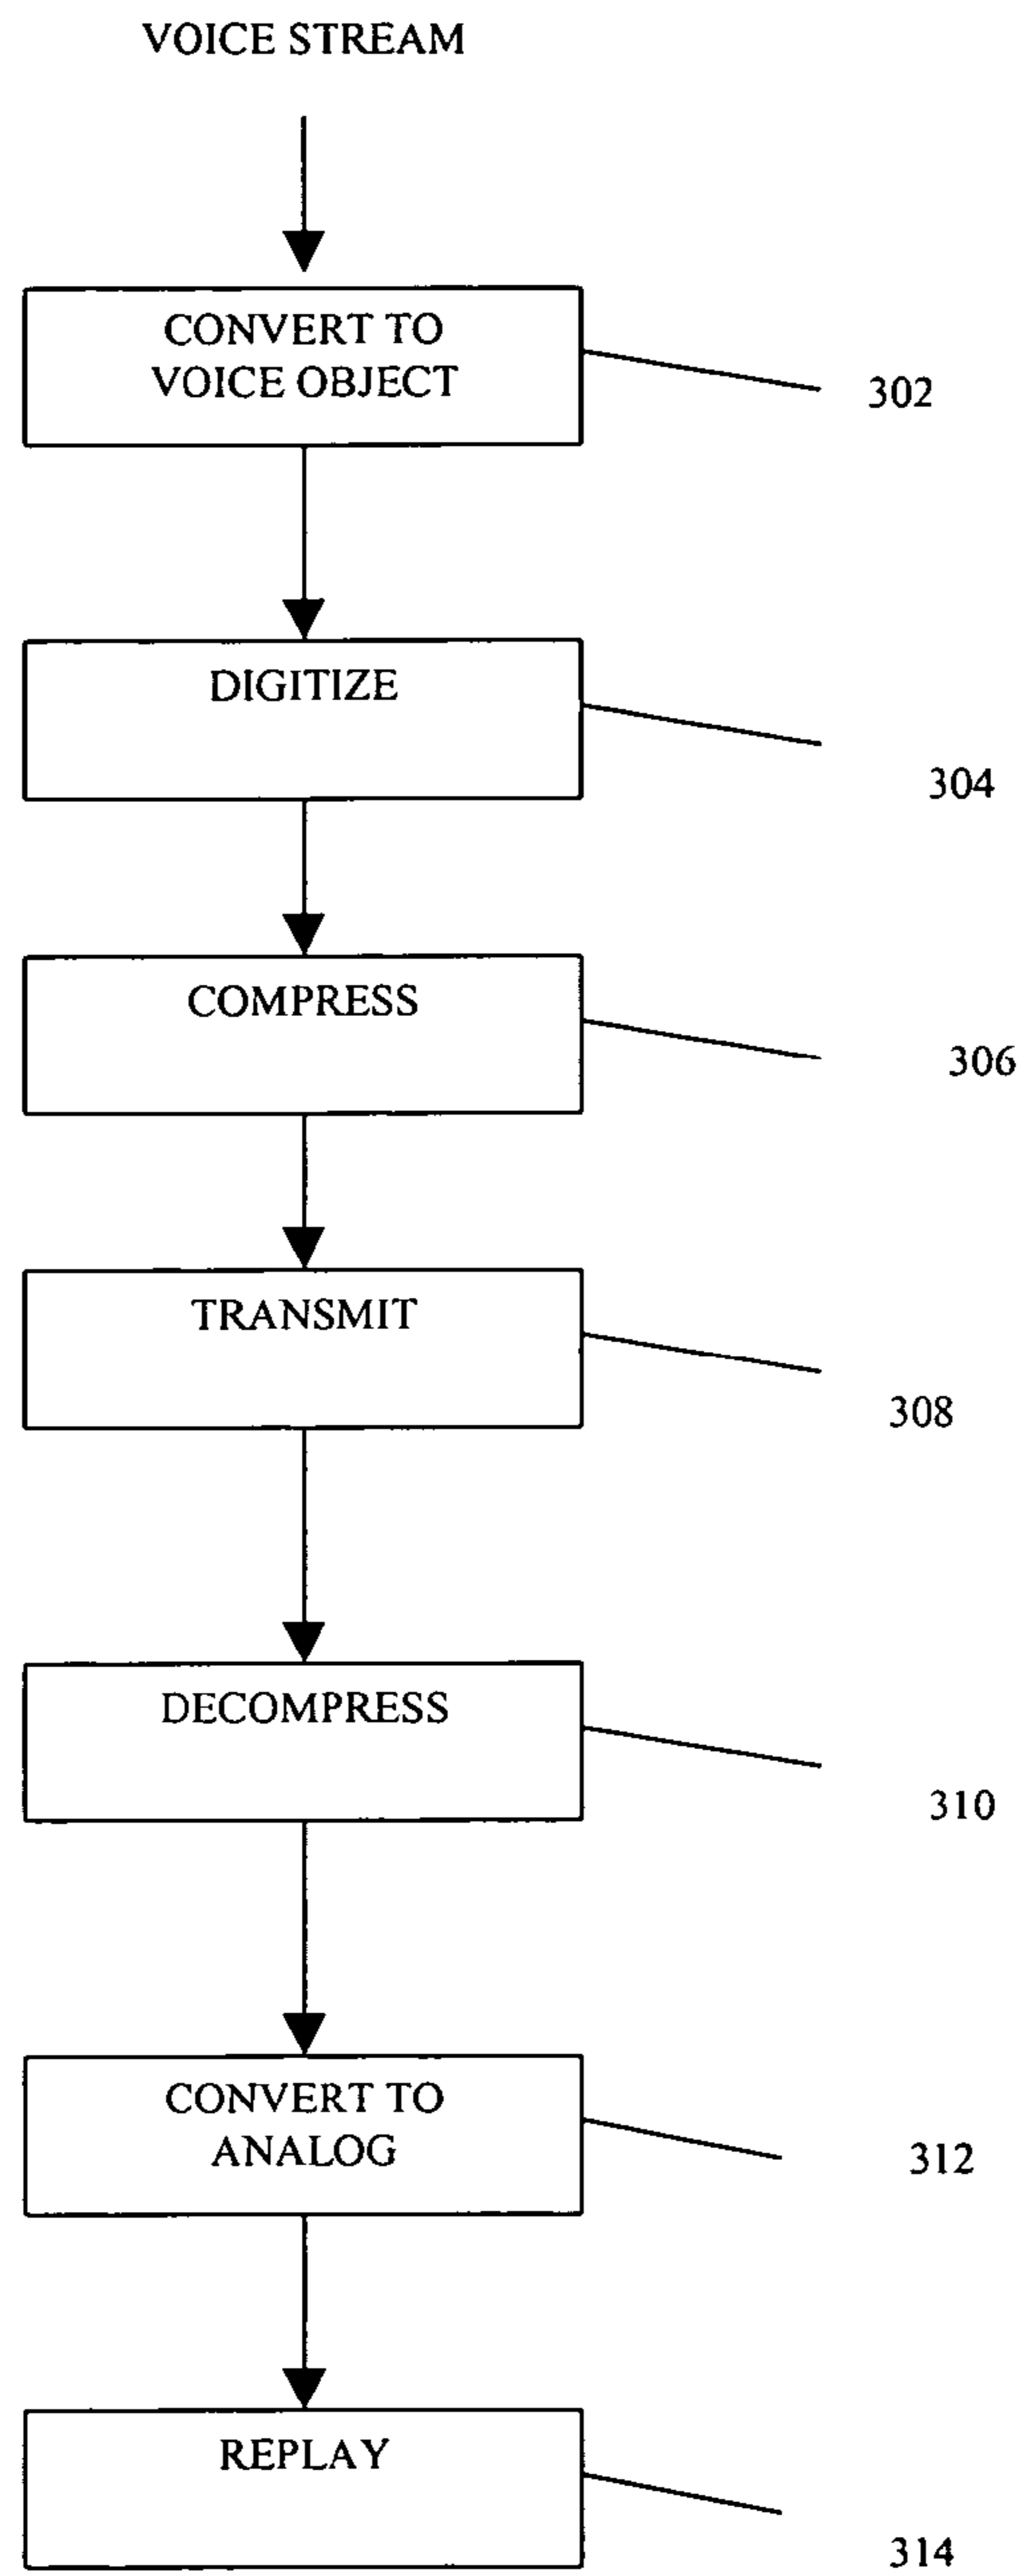 VOICE STREAM
CONVERT TO
VOICE OBJECT
302
DIGITIZE
304
COMPRESS
306
TRANSMIT
308
DECOMPRESS
310
CONVERT TO
ANALOG
312
REPLAY
314